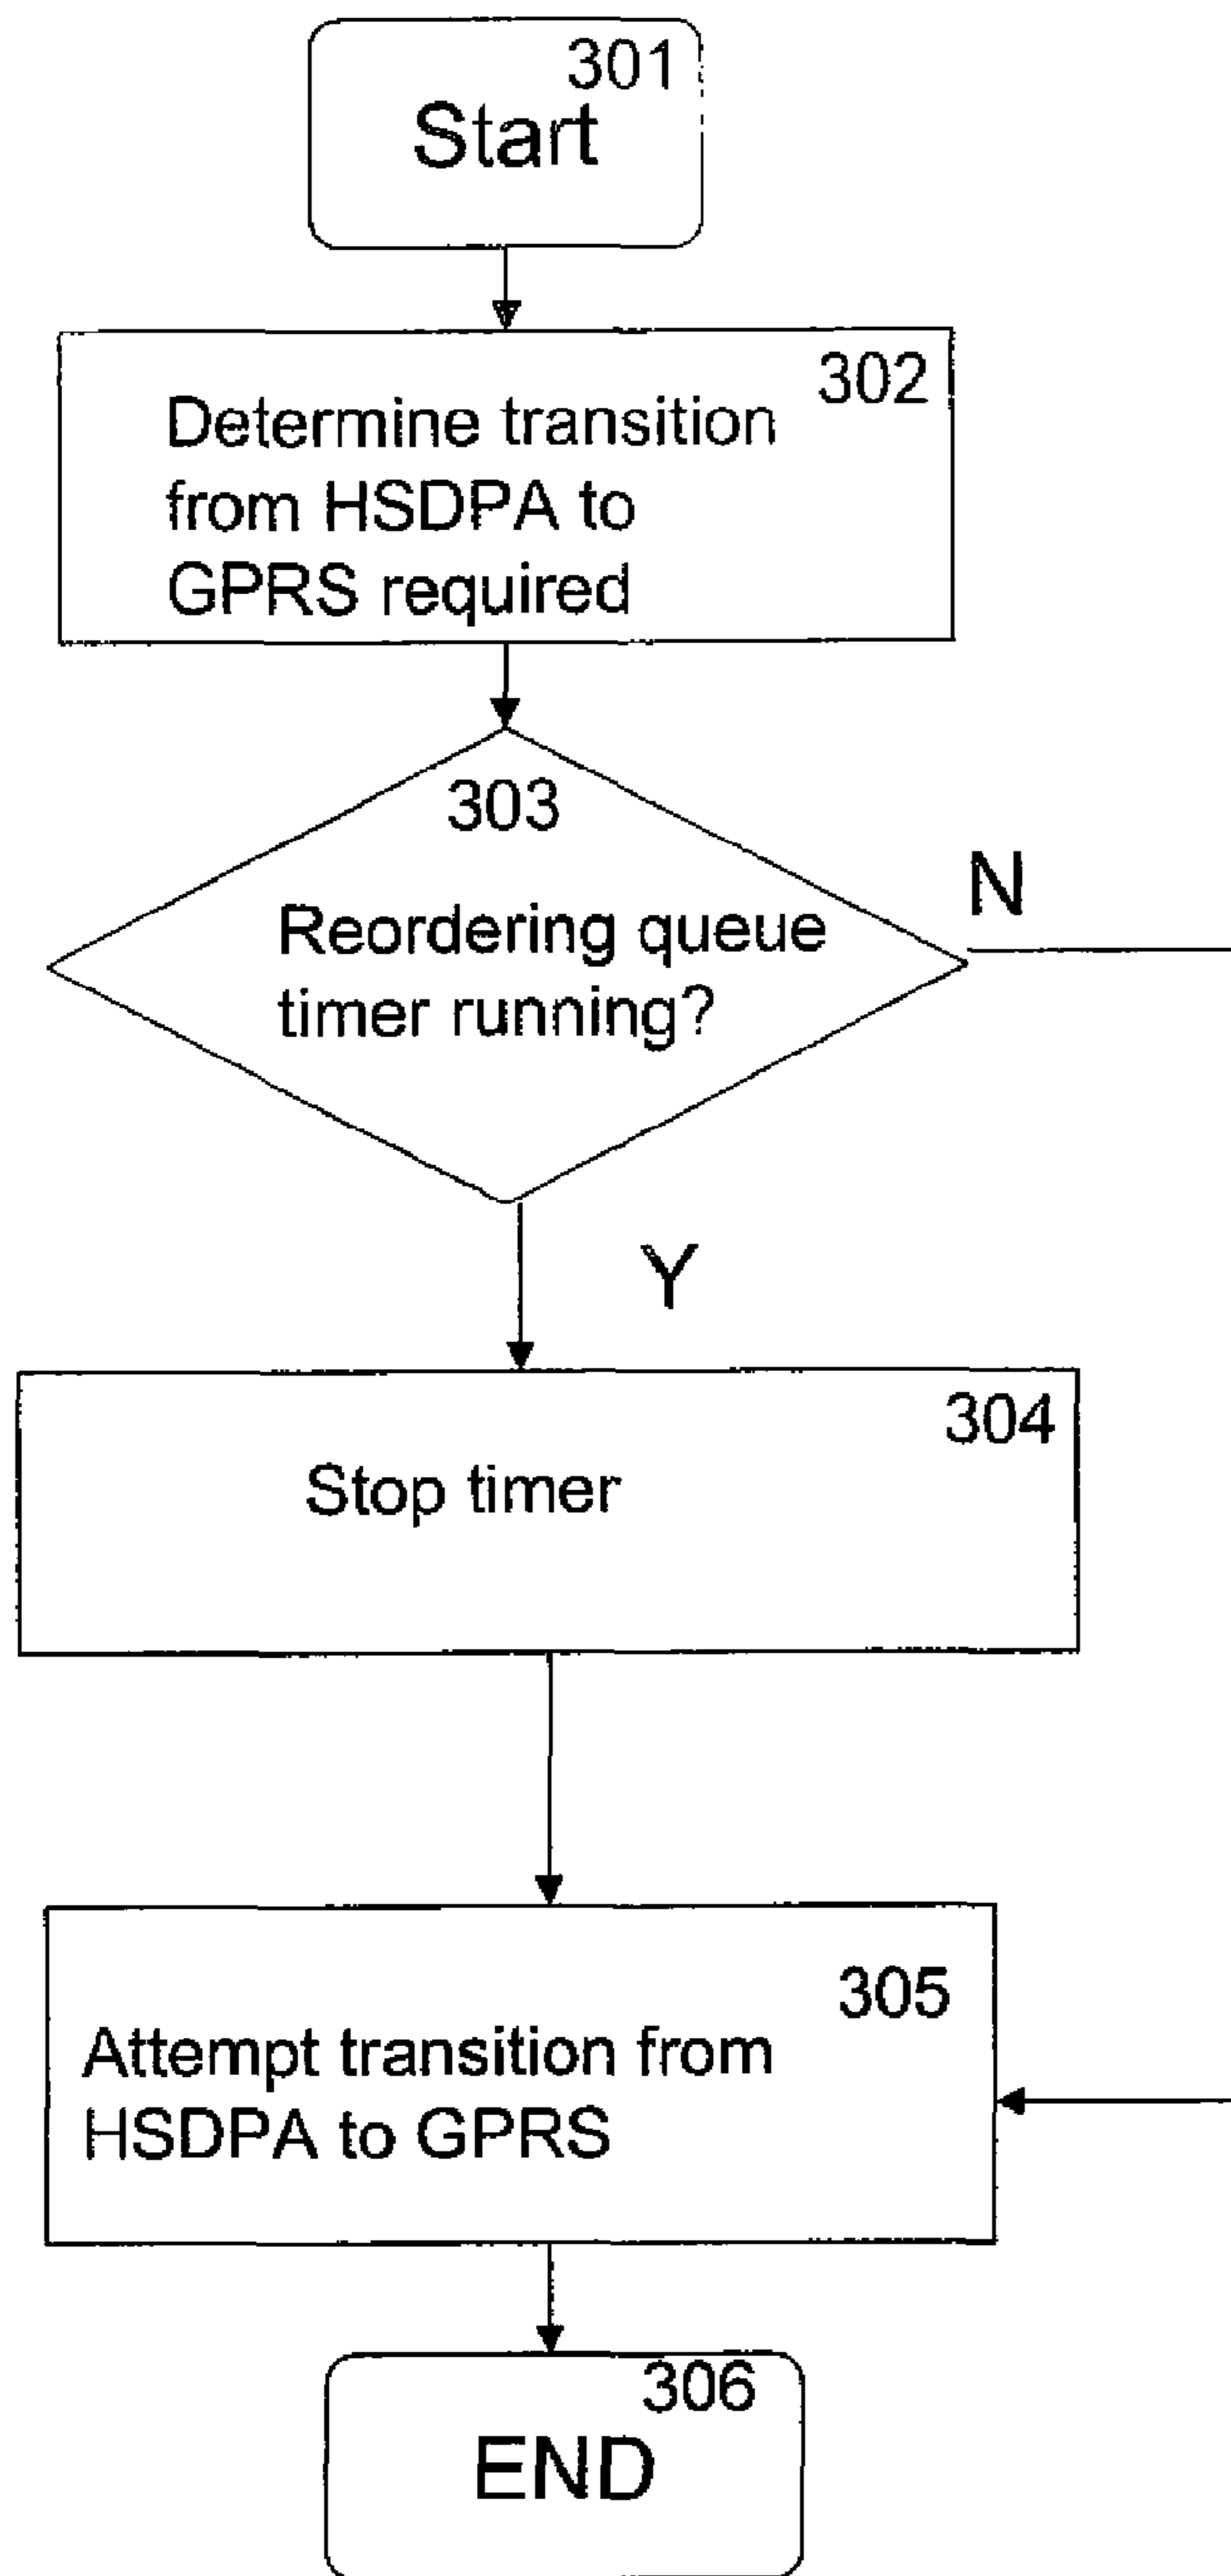 301
Start
302
Determine transition
from HSDPA to
GPRS required
303
Reordering queue
timer running?
N
Y
304
Stop timer
305
Attempt transition from
HSDPA to GPRS
306
END